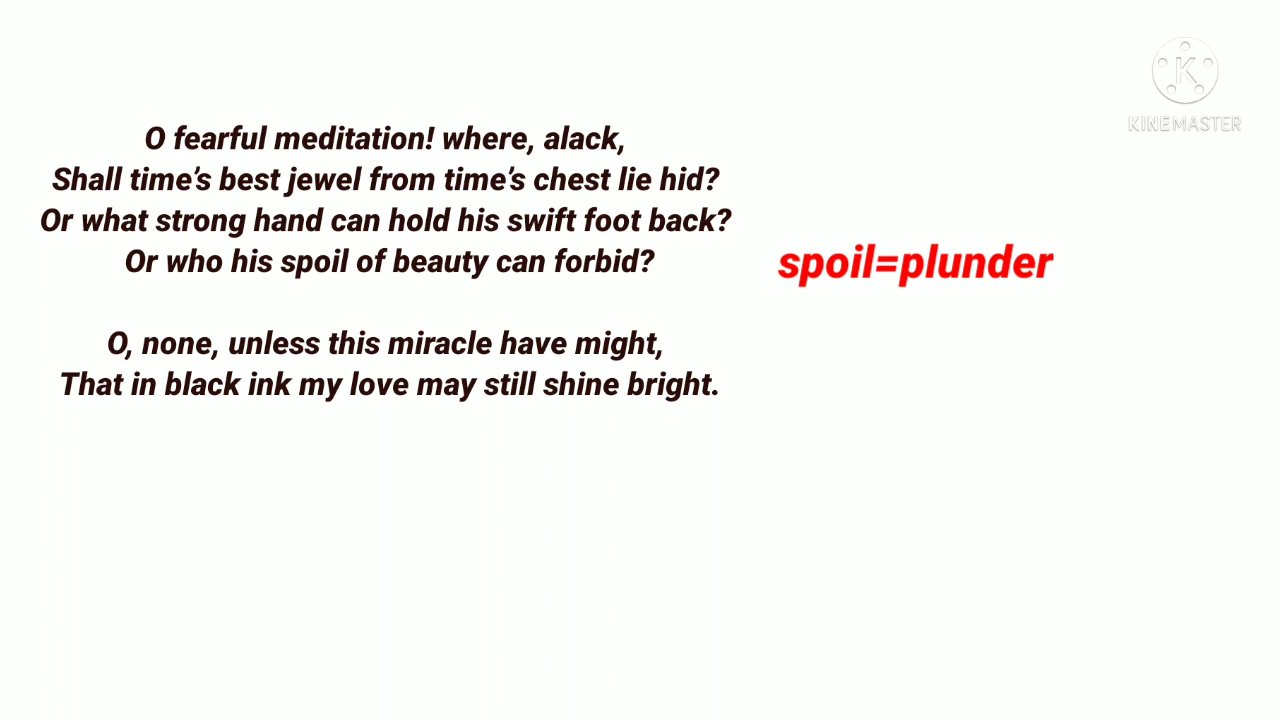 O fearful meditation! where, alack,
Shall time’s best jewel from time’s chest lie hid?
Or what strong hand can hold his swift foot back?
Or who his spoil of beauty can forbid?
spoil=plunder
O, none, unless this miracle have might,
That in black ink my love may still shine bright.
K
KINEMASTER